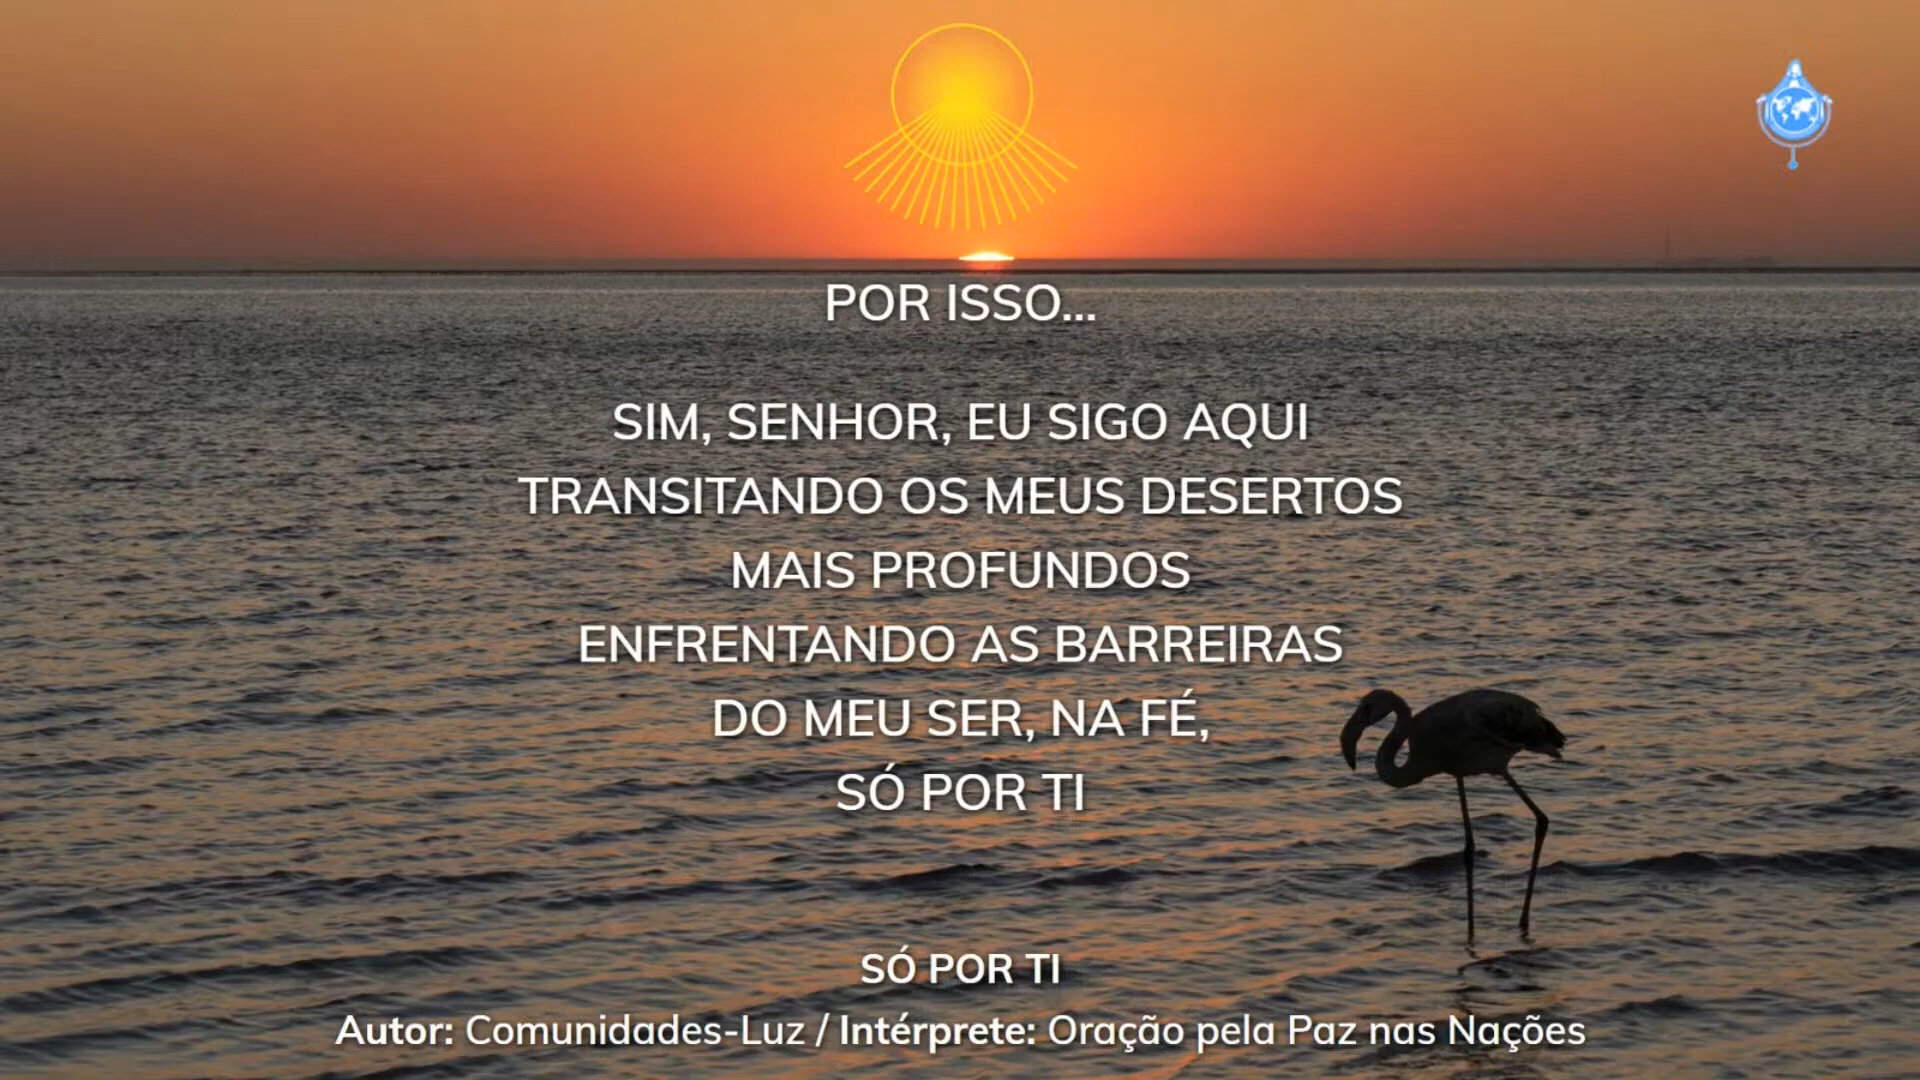 POR ISSO...
SIM, SENHOR, EU SIGO AQUI
TRANSITANDO OS MEUS DESERTOS
MAIS PROFUNDOS
ENFRENTANDO AS BARREIRAS
DO MEU SER, NA FÉ,
SÓ POR TI
SÓ POR TI
Autor: Comunidades-Luz / Intérprete: Oração pela Paz nas Nações